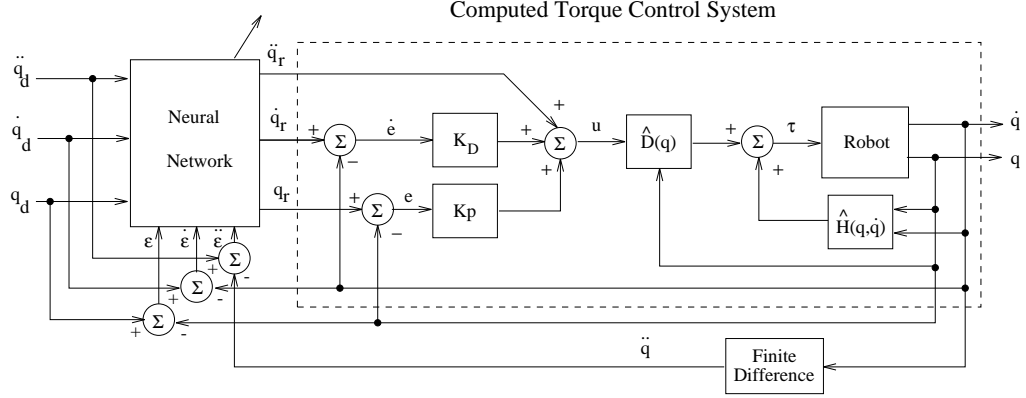 Computed Torque Control System
q̈d
q̇d
qd
Neural
Network
q̈r
q̇r
qr
+
Σ
−
ė
KD
+
Σ
−
e
Kp
+
+
+
Σ
u
D̂(q)
+
+
Σ
τ
Robot
q̇
q
Ĥ(q,q̇)
ε
ε̇
ε̈
+
Σ
-
+
Σ
-
+
Σ
-
q̈
Finite
Difference